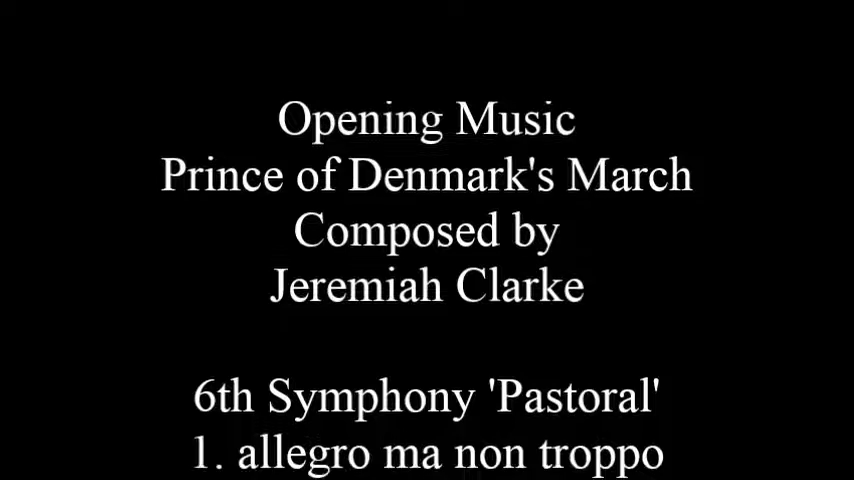 Opening Music
Prince of Denmark's March
Composed by
Jeremiah Clarke
6th Symphony 'Pastoral'
1. allegro ma non troppo